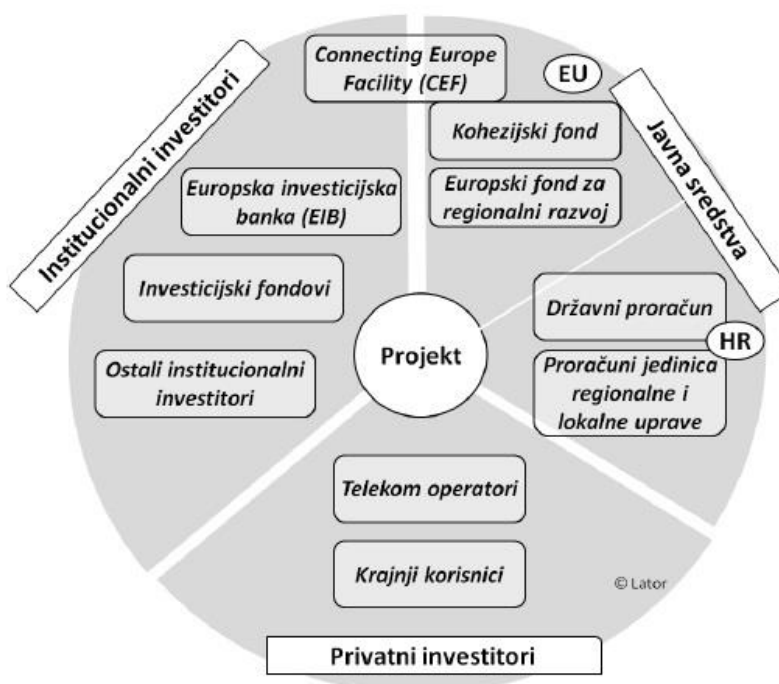 Connecting Europe
Facility (CEF)
EU
Kohezijski fond
Europski fond za
regionalni razvoj
Javna sredstva
Institucionalni investitori
Europska investicijska
banka (EIB)
Investicijski fondovi
Ostali institucionalni
investitori
Projekt
Državni proračun
HR
Proračuni jedinica
regionalne i
lokalne uprave
Telekom operatori
Krajnji korisnici
© Lator
Privatni investitori